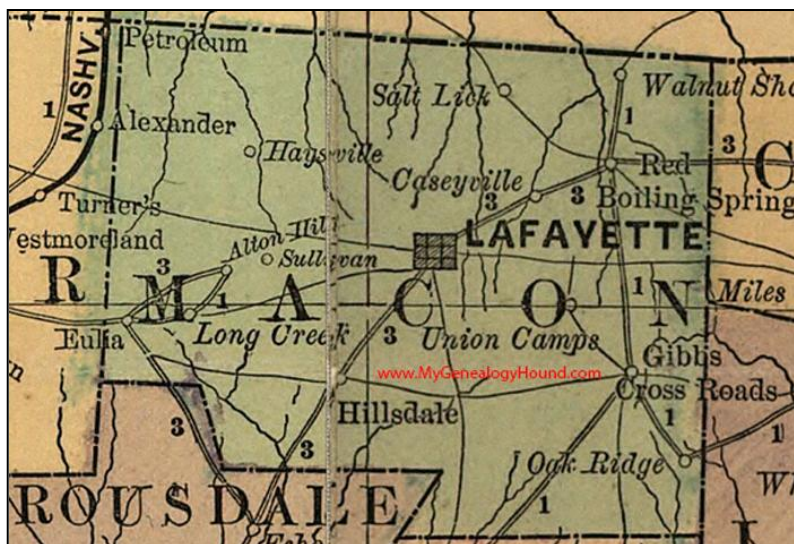 Petroleum
NASHV.
1
Alexander
Salt Lick
Walnut Sho
1
Haysville
Caseyville
3
3
Red
Boiling Spring
3
C
Turner's
Westmoreland
LAFAYETTE
Alton Hill
Sullivan
3
R M A C O N
1
1
Miles
Eulia
Long Creek
3
Union Camps
Gibbs
Cross Roads
www.MyGenealogyHound.com
Hillsdale
3
3
1
1
Oak Ridge
1
ROUSDALE